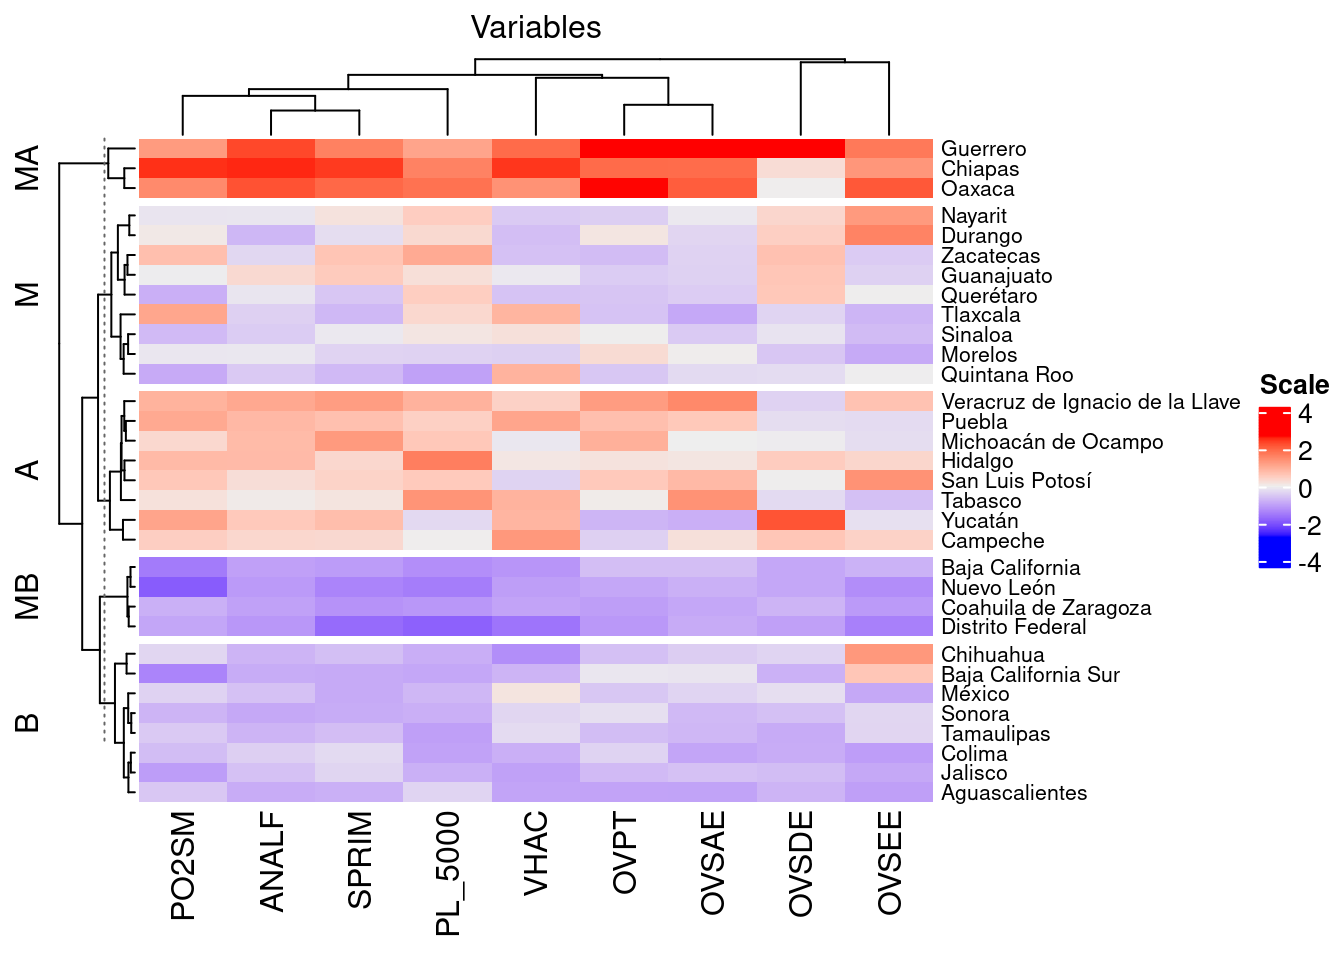 Variables
MA
M
A
MB
B
Guerrero
Chiapas
Oaxaca
Nayarit
Durango
Zacatecas
Guanajuato
Querétaro
Tlaxcala
Sinaloa
Morelos
Quintana Roo
Veracruz de Ignacio de la Llave
Puebla
Michoacán de Ocampo
Hidalgo
San Luis Potosí
Tabasco
Yucatán
Campeche
Baja California
Nuevo León
Coahuila de Zaragoza
Distrito Federal
Chihuahua
Baja California Sur
México
Sonora
Tamaulipas
Colima
Jalisco
Aguascalientes
PO2SM
ANALF
SPRIM
PL_5000
VHAC
OVPT
OVSAE
OVSDE
OVSEE
Scale
4
2
0
-2
-4